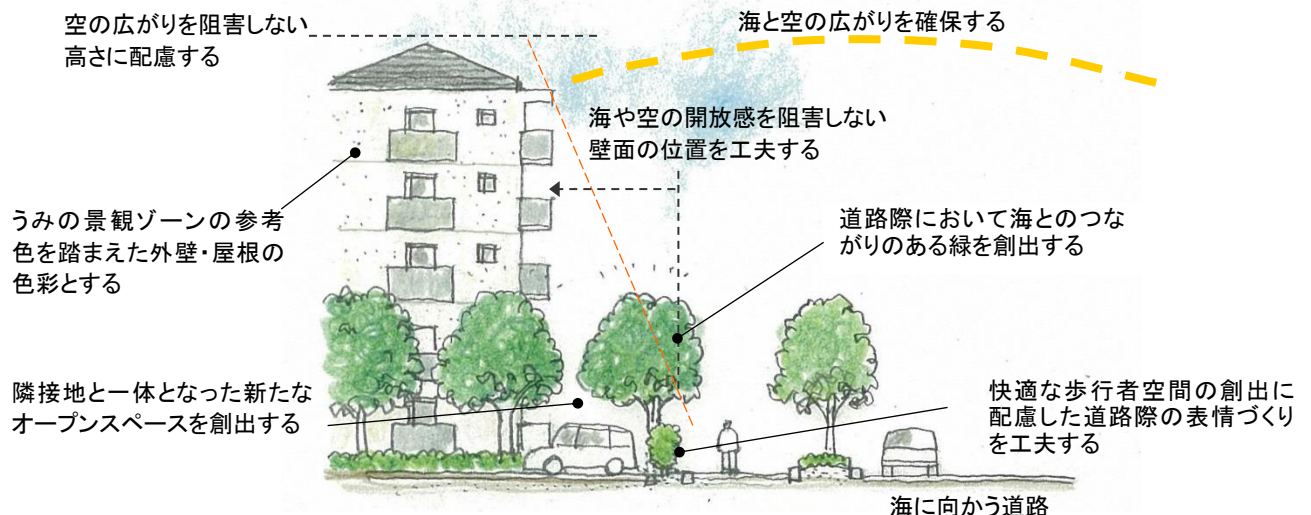 空の広がりを阻害しない
高さに配慮する
海と空の広がりを確保する
海や空の開放感を阻害しない
壁面の位置を工夫する
うみの景観ゾーンの参考
色を踏まえた外壁・屋根の
色彩とする
道路際において海とのつな
がりのある緑を創出する
隣接地と一体となった新たな
オープンスペースを創出する
快適な歩行者空間の創出に
配慮した道路際の表情づくり
を工夫する
海に向かう道路